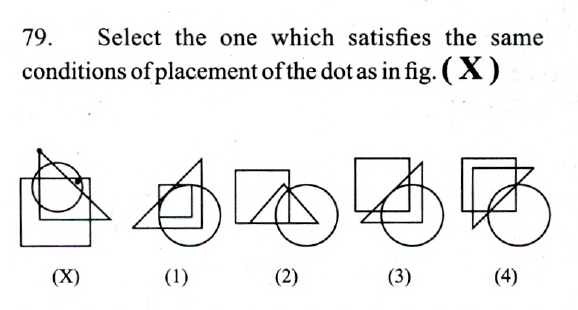 79. Select the one which satisfies the same
conditions of placement of the dot as in fig. (X)
(X) (1) (2) (3) (4)